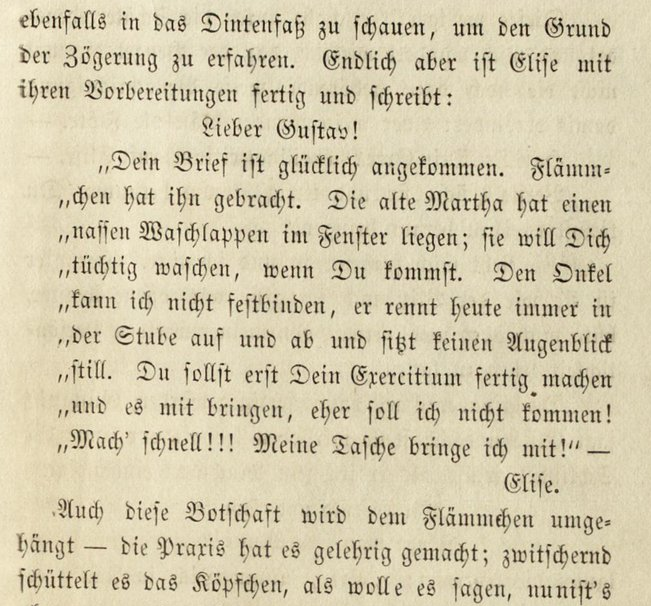 ebenfalls in das Dintenfaß zu schauen, um den Grund
der Zögerung zu erfahren. Endlich aber ist Elise mit
ihren Vorbereitungen fertig und schreibt:
Lieber Gustav!
„Dein Brief ist glücklich angekommen. Flämm-
„chen hat ihn gebracht. Die alte Martha hat einen
„nassen Waschlappen im Fenster liegen; sie will Dich
„tüchtig waschen, wenn Du kommst. Den Onkel
„kann ich nicht festbinden, er rennt heute immer in
„der Stube auf und ab und sitzt keinen Augenblick
„still. Du sollst erst Dein Exercitium fertig machen
„und es mit bringen, eher soll ich nicht kommen!
„Mach' schnell!!! Meine Tasche bringe ich mit!“ —
Elise.
Auch diese Botschaft wird dem Flämmchen umge-
hängt — die Praxis hat es gelehrig gemacht; zwitschernd
schüttelt es das Köpfchen, als wolle es sagen, nunist's